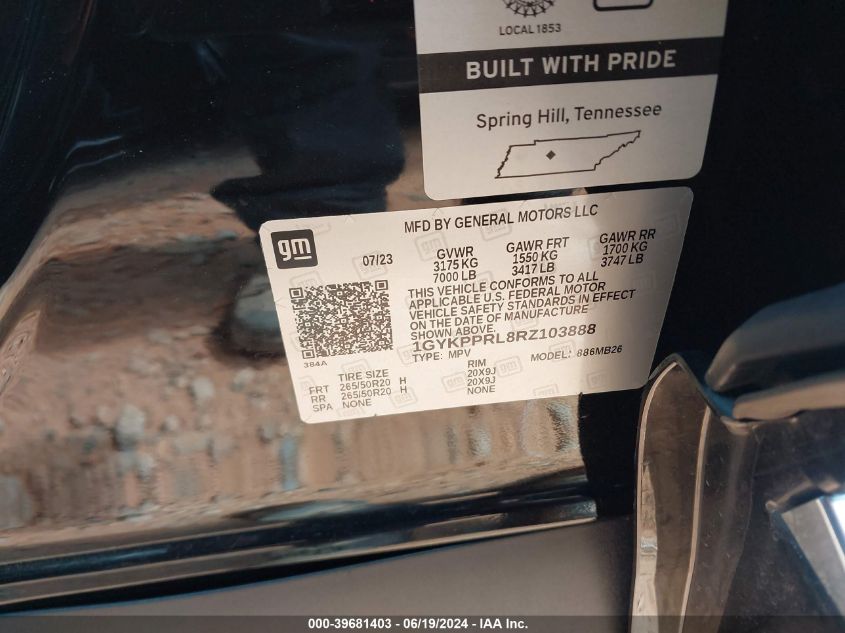 LOCAL 1853
BUILT WITH PRIDE
Spring Hill, Tennessee
MFD BY GENERAL MOTORS LLC
gm
07/23
GVWR
3175 KG
7000 LB
GAWR FRT
1550 KG
3417 LB
GAWR RR
1700 KG
3747 LB
THIS VEHICLE CONFORMS TO ALL
APPLICABLE U.S. FEDERAL MOTOR
VEHICLE SAFETY STANDARDS IN EFFECT
ON THE DATE OF MANUFACTURE
SHOWN ABOVE.
1GYKPPRL8RZ103888
TYPE: MPV
MODEL: 886MB26
384A
TIRE SIZE
RIM
FRT 265/50R20 H 20X9J
RR 265/50R20 H 20X9J
SPA NONE NONE
000-39681403 - 06/19/2024 - IAA Inc.